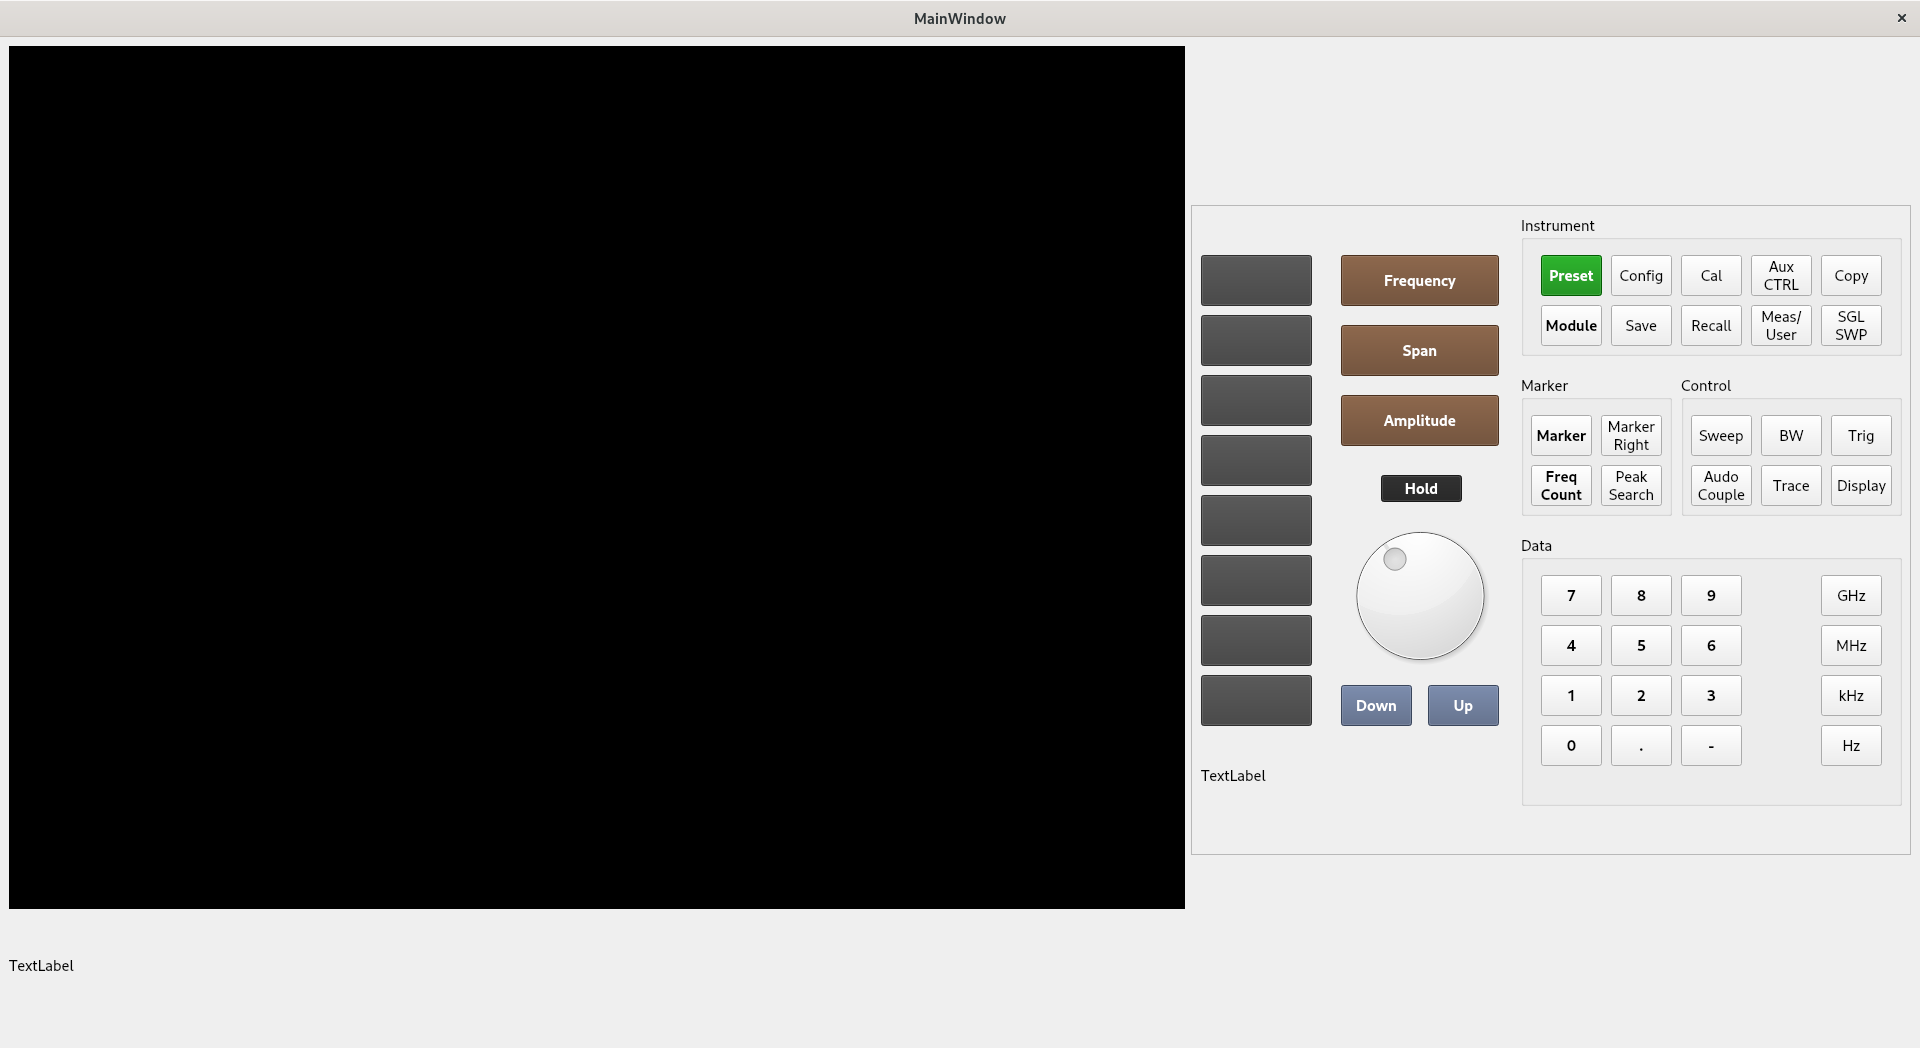 MainWindow
Instrument
Preset
Config
Cal
Aux
CTRL
Copy
Module
Save
Recall
Meas/
User
SGL
SWP
Frequency
Span
Amplitude
Hold
Down
Up
TextLabel
Marker
Marker
Marker
Right
Freq
Count
Peak
Search
Control
Sweep
BW
Trig
Audo
Couple
Trace
Display
Data
7 8 9 GHz
4 5 6 MHz
1 2 3 kHz
0 . - Hz
TextLabel